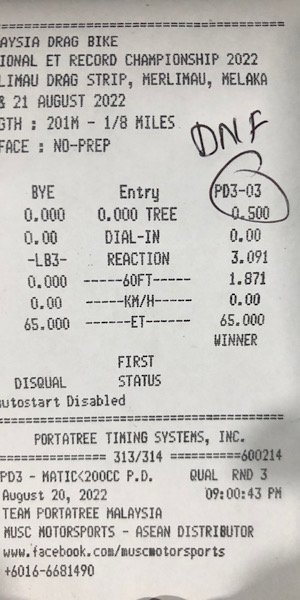 AYSIA DRAG BIKE
IONAL ET RECORD CHAMPIONSHIP 2022
LIMAU DRAG STRIP, MERLIMAU, MELAKA
& 21 AUGUST 2022
GTH : 201M - 1/8 MILES
FACE : NO-PREP
DNF
BYE Entry PD3-03
0.000 0.000 TREE 0.500
0.00 DIAL-IN 0.00
-LB3- REACTION 3.091
0.000 ------60FT----- 1.871
0.00 ------KM/H----- 0.00
65.000 -------ET------ 65.000
WINNER
FIRST
DISQUAL STATUS
utostart Disabled
PORTATREE TIMING SYSTEMS, INC.
=============== 313/314 ==========600214
PD3 - MATIC<200CC P.D. QUAL RND 3
August 20, 2022 09:00:43 PM
TEAM PORTATREE MALAYSIA
MUSC MOTORSPORTS - ASEAN DISTRIBUTOR
www.facebook.com/muscmotorsports
+6016-6681490